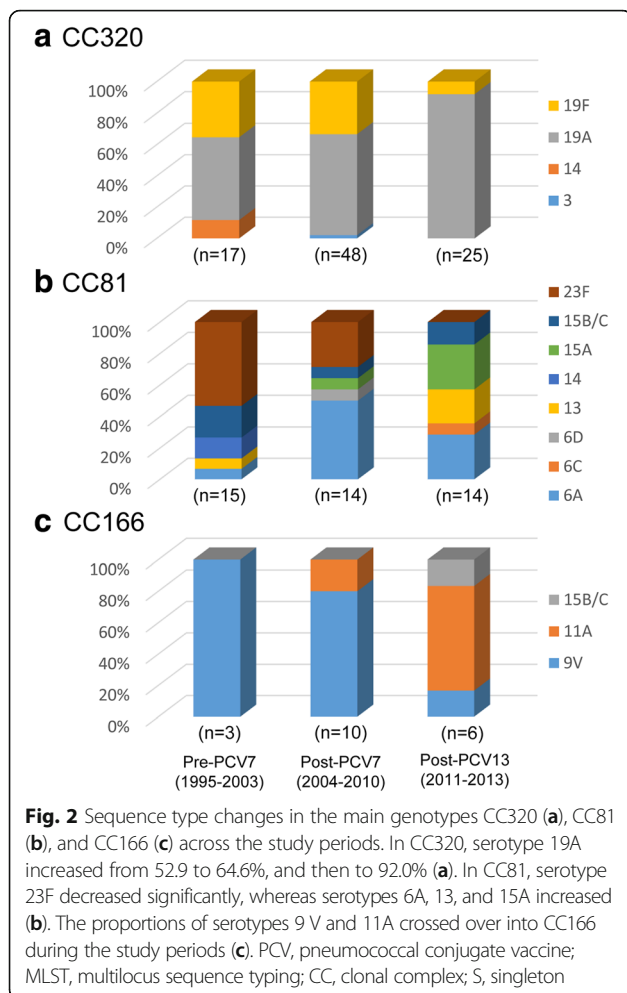 a CC320
100%
80%
60%
40%
20%
0%
19F
19A
14
3
(n=17) (n=48) (n=25)
b CC81
100%
80%
60%
40%
20%
0%
23F
15B/C
15A
14
13
6D
6C
6A
(n=15) (n=14) (n=14)
c CC166
100%
80%
60%
40%
20%
0%
15B/C
11A
9V
(n=3) (n=10) (n=6)
Pre-PCV7 Post-PCV7 Post-PCV13
(1995-2003) (2004-2010) (2011-2013)
Fig. 2 Sequence type changes in the main genotypes CC320 (a), CC81
(b), and CC166 (c) across the study periods. In CC320, serotype 19A
increased from 52.9 to 64.6%, and then to 92.0% (a). In CC81, serotype
23F decreased significantly, whereas serotypes 6A, 13, and 15A increased
(b). The proportions of serotypes 9 V and 11A crossed over into CC166
during the study periods (c). PCV, pneumococcal conjugate vaccine;
MLST, multilocus sequence typing; CC, clonal complex; S, singleton